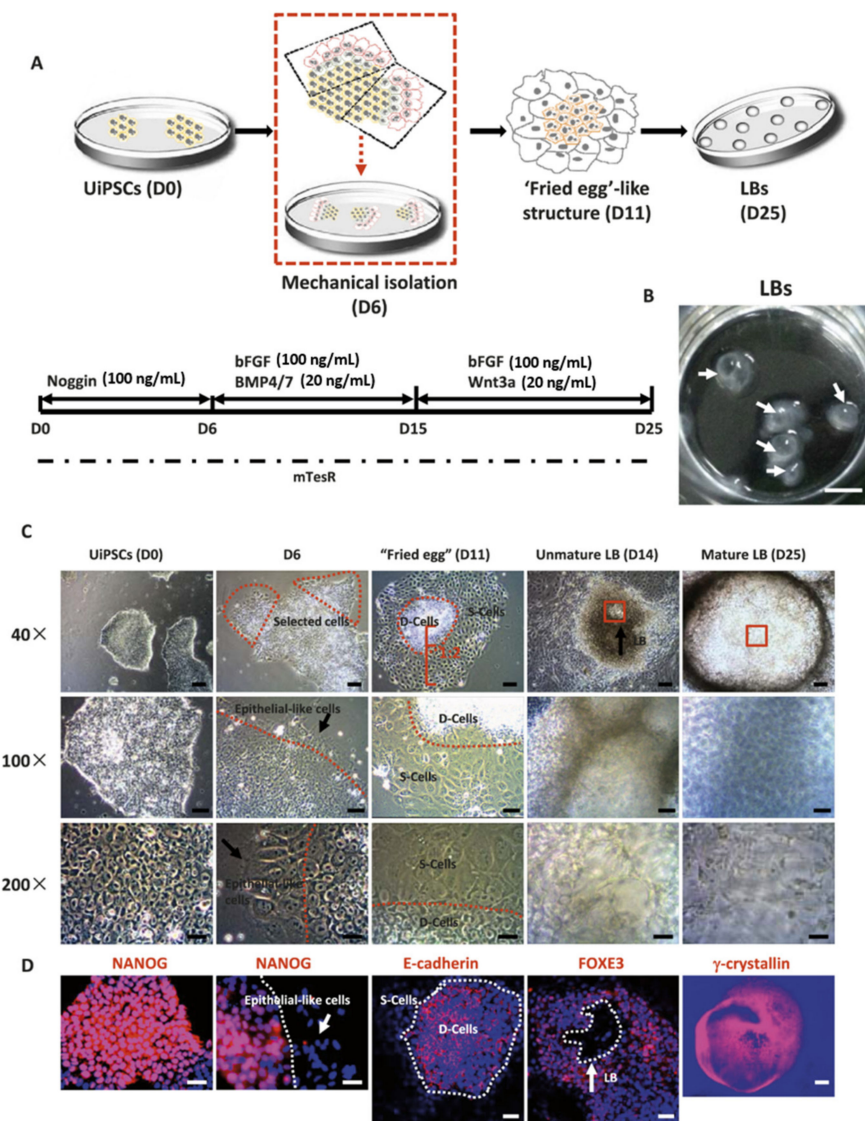 A
UiPSCs (D0)
Mechanical isolation
(D6)
'Fried egg'-like
structure (D11)
LBs
(D25)
B
LBs
Noggin (100 ng/mL)
bFGF (100 ng/mL)
BMP4/7 (20 ng/mL)
bFGF (100 ng/mL)
Wnt3a (20 ng/mL)
D0
D6
D15
D25
mTesR
C
UiPSCs (D0)
D6
"Fried egg" (D11)
Unmature LB (D14)
Mature LB (D25)
40×
Selected cells
D-Cells
S-Cells
LB
100×
Epithelial-like cells
D-Cells
S-Cells
200×
Epithelial-like
cells
S-Cells
D-Cells
D
NANOG
NANOG
E-cadherin
FOXE3
γ-crystallin
Epithelial-like cells
S-Cells
D-Cells
LB